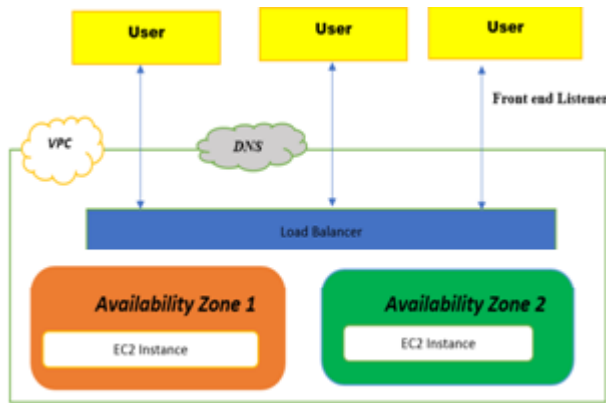 User
User
User
Front end Listener
VPC
DNS
Load Balancer
Availability Zone 1
Availability Zone 2
EC2 Instance
EC2 Instance